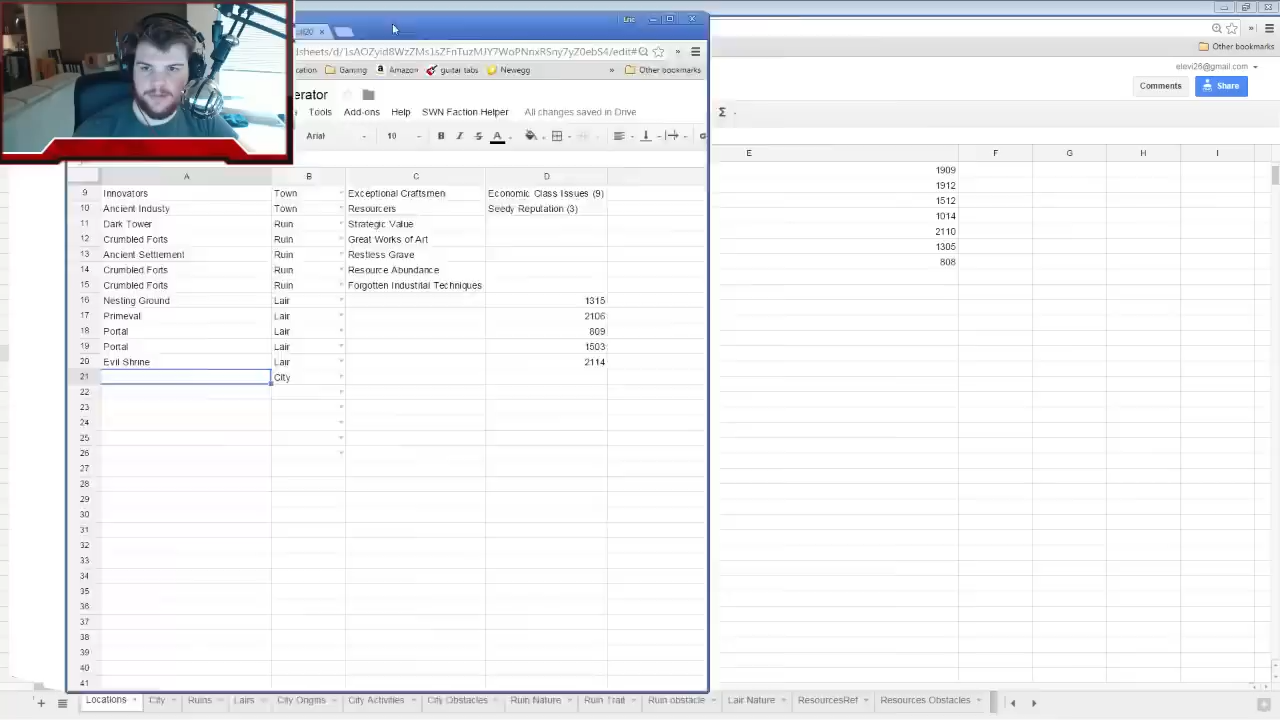 Eric
dsheets/d/1sAOZyid8WzZMs1sZFnTuzMJY7WoPNnxRSny7yZ0ebS4/edit#
Other bookmarks
Gaming Amazon guitar tabs Newegg » Other bookmarks
elevi26@gmail.com
erator
Comments Share
Tools Add-ons Help SWN Faction Helper All changes saved in Drive
Σ
Arial 10 B I S A
E F G H I
A B C D
1909
1912
1512
1014
2110
1305
808
9 Innovators Town Exceptional Craftsmen Economic Class Issues (9)
10 Ancient Industy Town Resourcers Seedy Reputation (3)
11 Dark Tower Ruin Strategic Value
12 Crumbled Forts Ruin Great Works of Art
13 Ancient Settlement Ruin Restless Grave
14 Crumbled Forts Ruin Resource Abundance
15 Crumbled Forts Ruin Forgotten Industrial Techniques
16 Nesting Ground Lair 1315
17 Primeval Lair 2106
18 Portal Lair 809
19 Portal Lair 1503
20 Evil Shrine Lair 2114
21 City
22
23
24
25
26
27
28
29
30
31
32
33
34
35
36
37
38
39
40
41
Locations City Ruins Lairs City Origins City Activities City Obstacles Ruin Nature Ruin Trait Ruin obstacle Lair Nature ResourcesRef Resources Obstacles